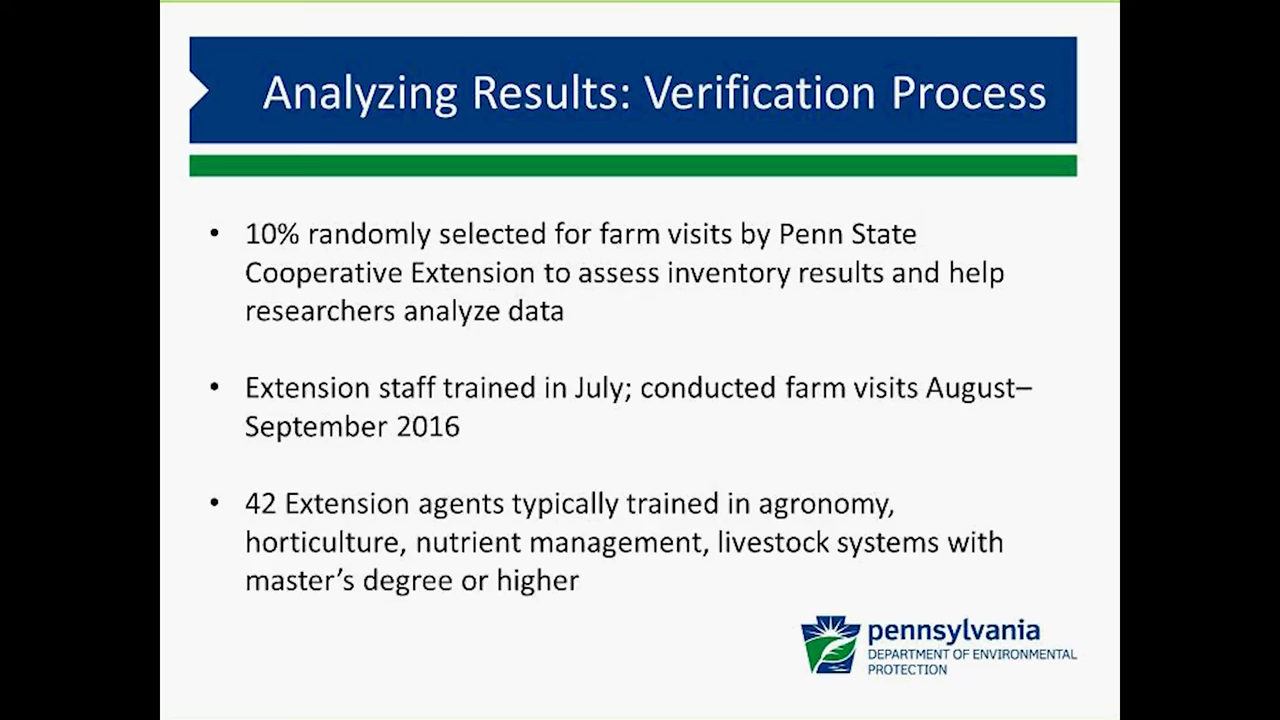 Analyzing Results: Verification Process
• 10% randomly selected for farm visits by Penn State
Cooperative Extension to assess inventory results and help
researchers analyze data
• Extension staff trained in July; conducted farm visits August–
September 2016
• 42 Extension agents typically trained in agronomy,
horticulture, nutrient management, livestock systems with
master’s degree or higher
pennsylvania
DEPARTMENT OF ENVIRONMENTAL
PROTECTION